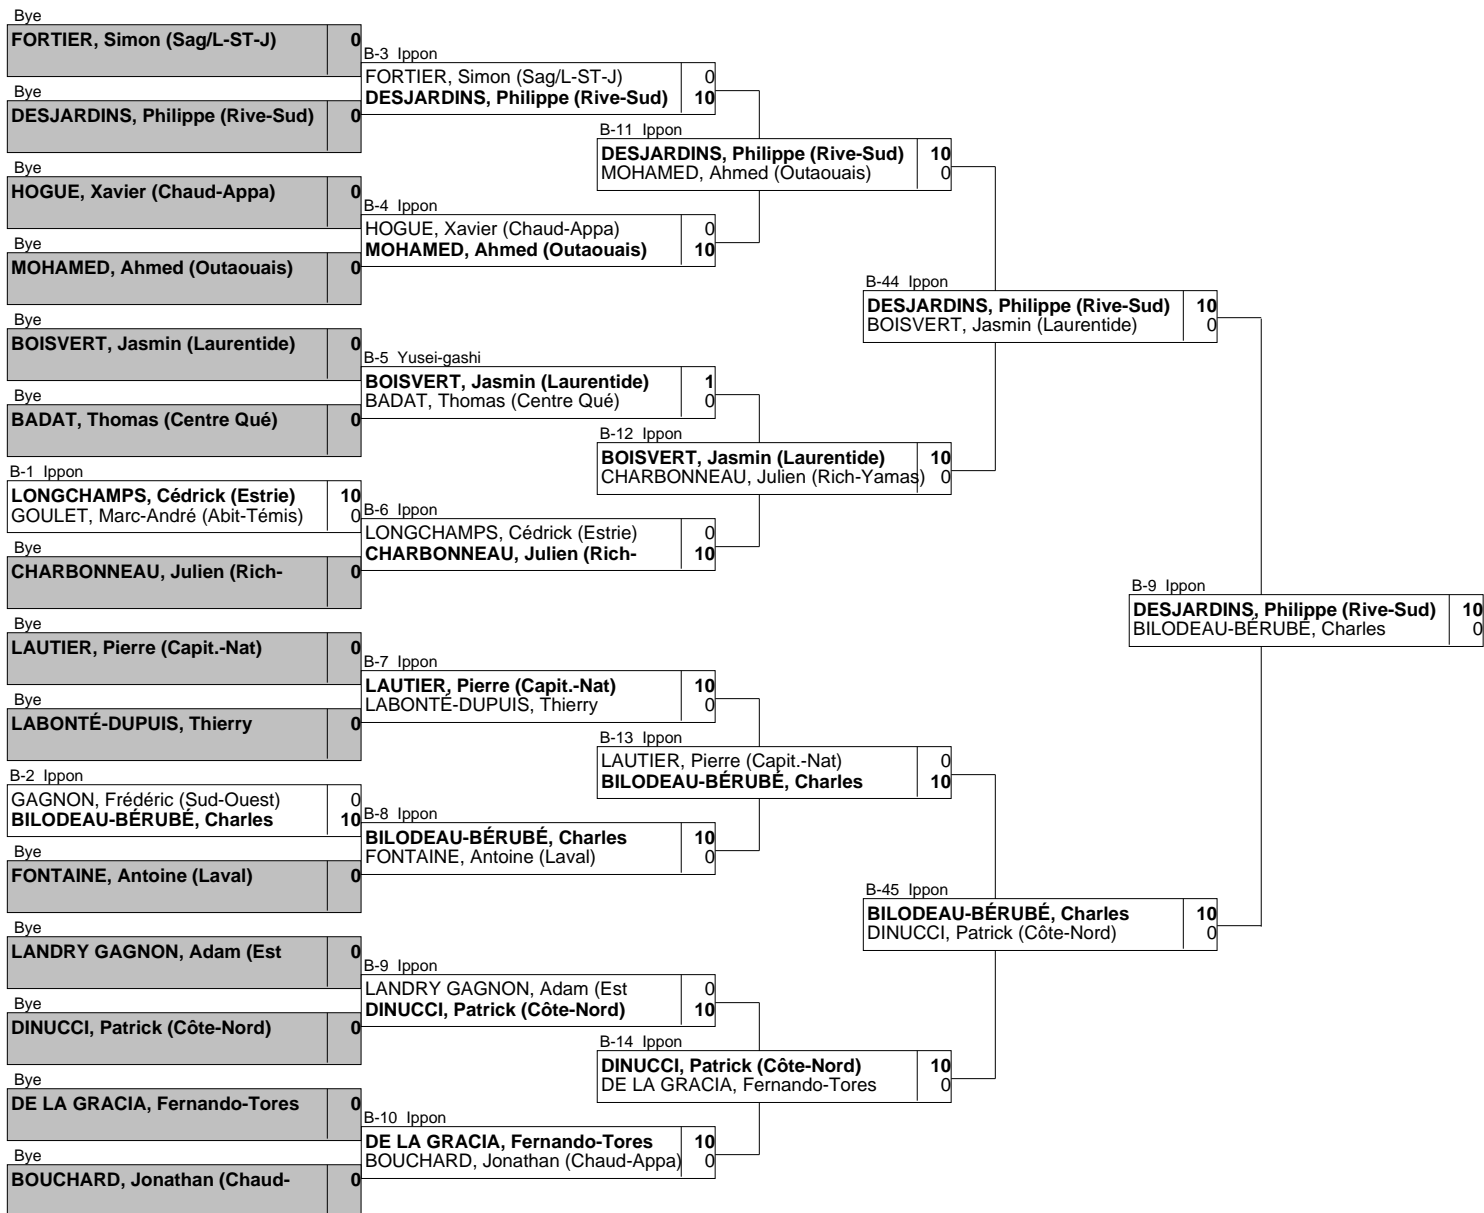 Bye
FORTIER, Simon (Sag/L-ST-J) 0
Bye
DESJARDINS, Philippe (Rive-Sud) 0
Bye
HOGUE, Xavier (Chaud-Appa) 0
Bye
MOHAMED, Ahmed (Outaouais) 0
Bye
BOISVERT, Jasmin (Laurentide) 0
Bye
BADAT, Thomas (Centre Qué) 0
B-1 Ippon
LONGCHAMPS, Cédrick (Estrie) 10
GOULET, Marc-André (Abit-Témis) 0
Bye
CHARBONNEAU, Julien (Rich- 0
Bye
LAUTIER, Pierre (Capit.-Nat) 0
Bye
LABONTÉ-DUPUIS, Thierry 0
B-2 Ippon
GAGNON, Frédéric (Sud-Ouest) 0
BILODEAU-BÉRUBÉ, Charles 10
Bye
FONTAINE, Antoine (Laval) 0
Bye
LANDRY GAGNON, Adam (Est 0
Bye
DINUCCI, Patrick (Côte-Nord) 0
Bye
DE LA GRACIA, Fernando-Tores 0
Bye
BOUCHARD, Jonathan (Chaud- 0
B-3 Ippon
FORTIER, Simon (Sag/L-ST-J) 0
DESJARDINS, Philippe (Rive-Sud) 10
B-4 Ippon
HOGUE, Xavier (Chaud-Appa) 0
MOHAMED, Ahmed (Outaouais) 10
B-5 Yusei-gashi
BOISVERT, Jasmin (Laurentide) 1
BADAT, Thomas (Centre Qué) 0
B-6 Ippon
LONGCHAMPS, Cédrick (Estrie) 0
CHARBONNEAU, Julien (Rich- 10
B-7 Ippon
LAUTIER, Pierre (Capit.-Nat) 10
LABONTÉ-DUPUIS, Thierry 0
B-8 Ippon
BILODEAU-BÉRUBÉ, Charles 10
FONTAINE, Antoine (Laval) 0
B-9 Ippon
LANDRY GAGNON, Adam (Est 0
DINUCCI, Patrick (Côte-Nord) 10
B-10 Ippon
DE LA GRACIA, Fernando-Tores 10
BOUCHARD, Jonathan (Chaud-Appa) 0
B-11 Ippon
DESJARDINS, Philippe (Rive-Sud) 10
MOHAMED, Ahmed (Outaouais) 0
B-12 Ippon
BOISVERT, Jasmin (Laurentide) 10
CHARBONNEAU, Julien (Rich-Yamas) 0
B-13 Ippon
LAUTIER, Pierre (Capit.-Nat) 0
BILODEAU-BÉRUBÉ, Charles 10
B-14 Ippon
DINUCCI, Patrick (Côte-Nord) 10
DE LA GRACIA, Fernando-Tores 0
B-44 Ippon
DESJARDINS, Philippe (Rive-Sud) 10
BOISVERT, Jasmin (Laurentide) 0
B-45 Ippon
BILODEAU-BÉRUBÉ, Charles 10
DINUCCI, Patrick (Côte-Nord) 0
B-9 Ippon
DESJARDINS, Philippe (Rive-Sud) 10
BILODEAU-BÉRUBÉ, Charles 0